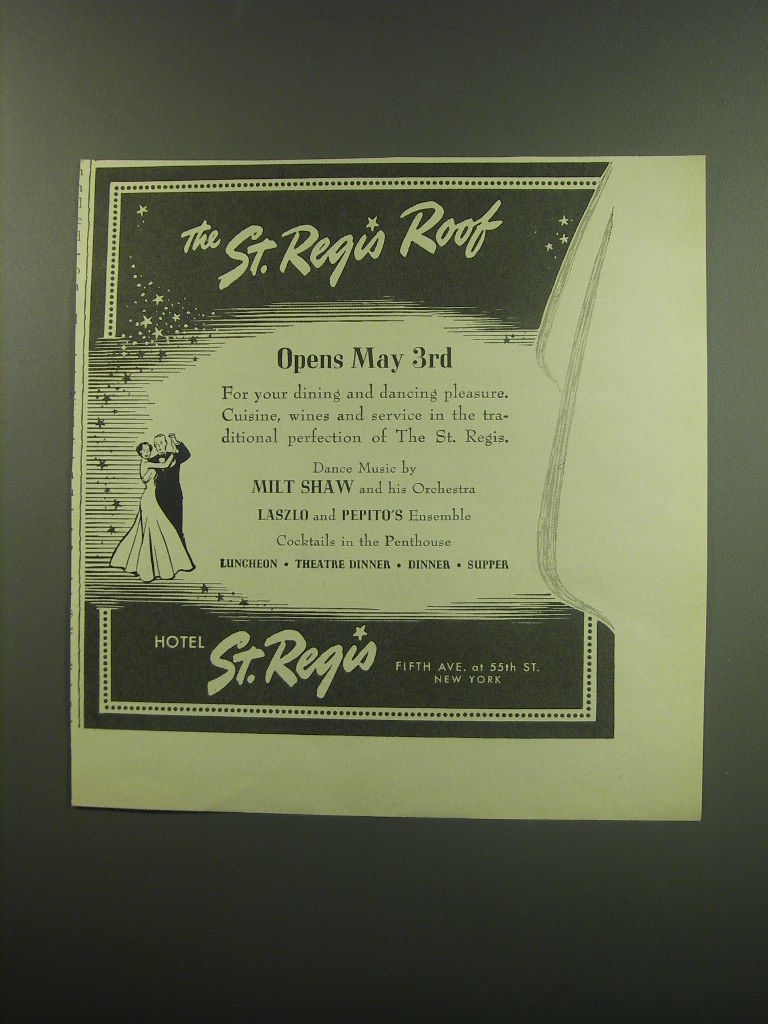 The St. Regis Roof
Opens May 3rd
For your dining and dancing pleasure.
Cuisine, wines and service in the tra-
ditional perfection of The St. Regis.
Dance Music by
MILT SHAW and his Orchestra
LASZLO and PEPITO'S Ensemble
Cocktails in the Penthouse
LUNCHEON • THEATRE DINNER • DINNER • SUPPER
HOTEL St. Regis
FIFTH AVE. at 55th ST.
NEW YORK